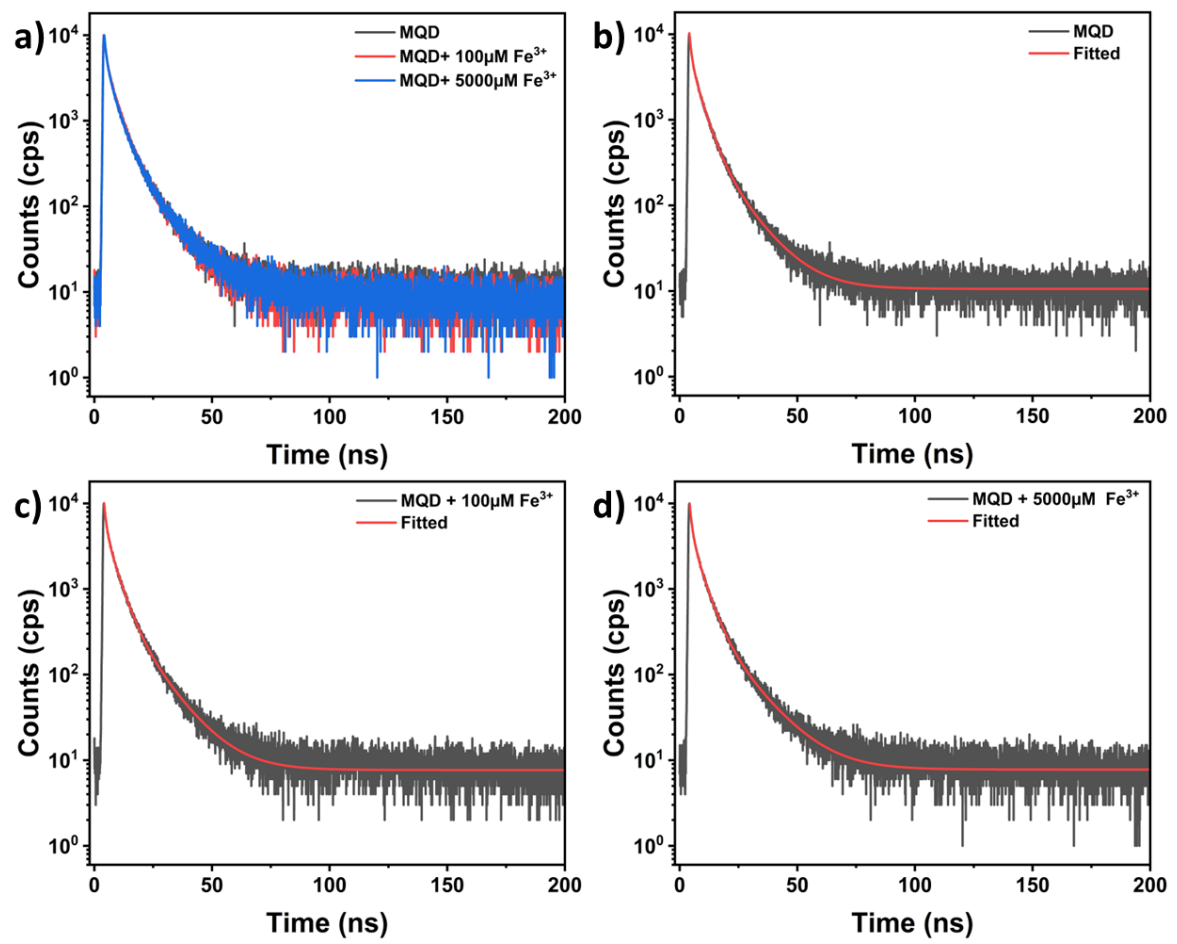 a)
MQD
MQD+ 100µM Fe³⁺
MQD+ 5000µM Fe³⁺
10⁴
10³
10²
10¹
10⁰
Counts (cps)
0 50 100 150 200
Time (ns)
b)
MQD
Fitted
10⁴
10³
10²
10¹
10⁰
Counts (cps)
0 50 100 150 200
Time (ns)
c)
MQD + 100µM Fe³⁺
Fitted
10⁴
10³
10²
10¹
10⁰
Counts (cps)
0 50 100 150 200
Time (ns)
d)
MQD + 5000µM Fe³⁺
Fitted
10⁴
10³
10²
10¹
10⁰
Counts (cps)
0 50 100 150 200
Time (ns)